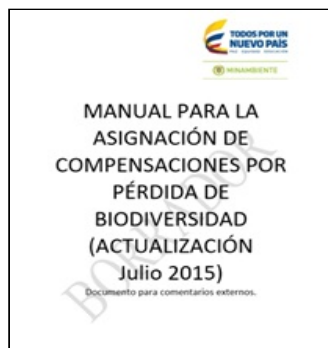 TODOS POR UN
NUEVO PAÍS
MINAMBIENTE
MANUAL PARA LA
ASIGNACIÓN DE
COMPENSACIONES POR
PÉRDIDA DE
BIODIVERSIDAD
(ACTUALIZACIÓN
Julio 2015)
Documento para comentarios externos.
BORRADOR